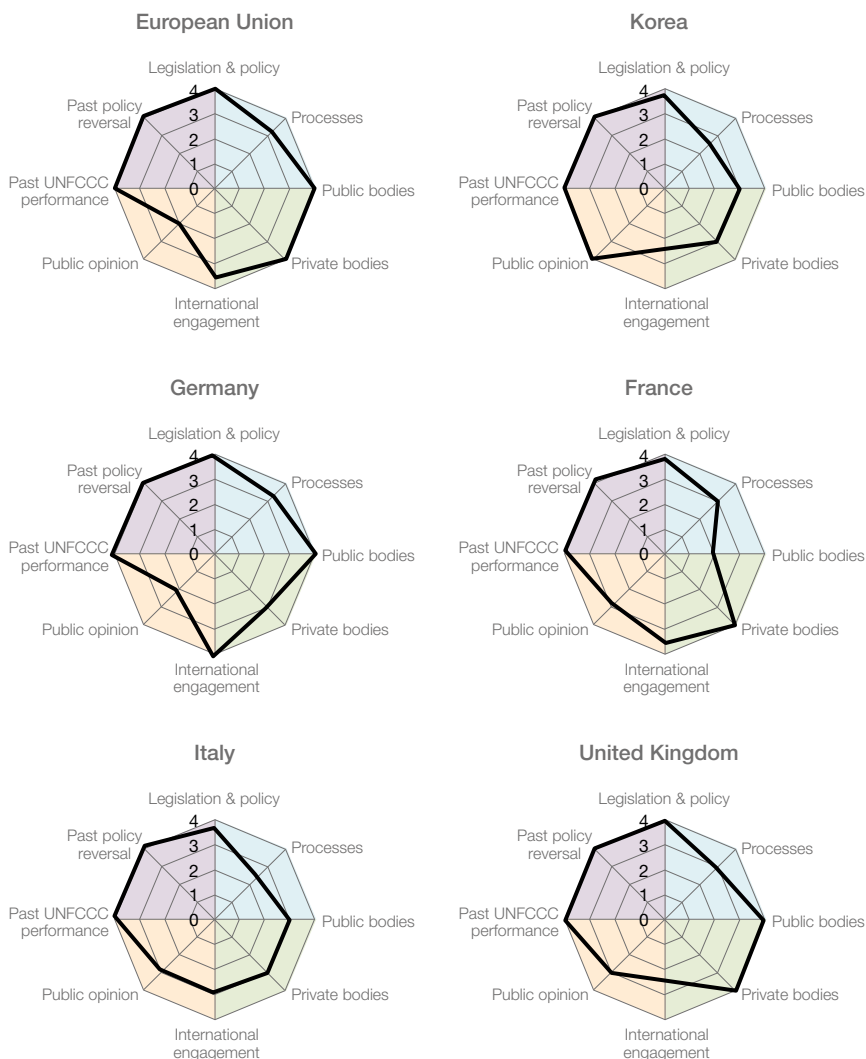 European Union
Legislation & policy
Past policy
reversal
Processes
Past UNFCCC
performance
Public bodies
Public opinion
Private bodies
International
engagement
4
3
2
1
0
Korea
Legislation & policy
Past policy
reversal
Processes
Past UNFCCC
performance
Public bodies
Public opinion
Private bodies
International
engagement
4
3
2
1
0
Germany
Legislation & policy
Past policy
reversal
Processes
Past UNFCCC
performance
Public bodies
Public opinion
Private bodies
International
engagement
4
3
2
1
0
France
Legislation & policy
Past policy
reversal
Processes
Past UNFCCC
performance
Public bodies
Public opinion
Private bodies
International
engagement
4
3
2
1
0
Italy
Legislation & policy
Past policy
reversal
Processes
Past UNFCCC
performance
Public bodies
Public opinion
Private bodies
International
engagement
4
3
2
1
0
United Kingdom
Legislation & policy
Past policy
reversal
Processes
Past UNFCCC
performance
Public bodies
Public opinion
Private bodies
International
engagement
4
3
2
1
0